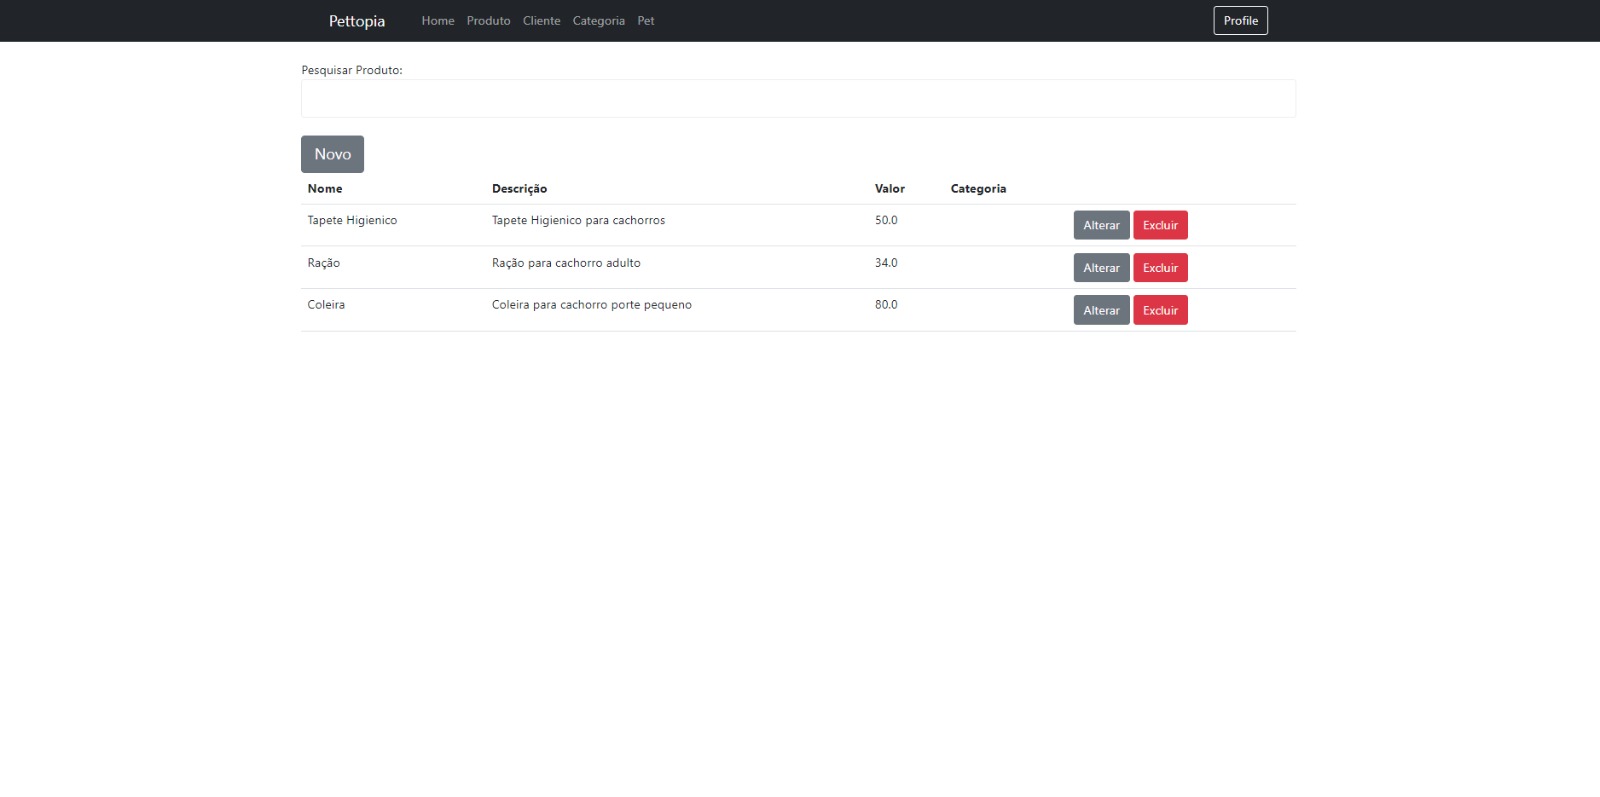 Pettopia Home Produto Cliente Categoria Pet Profile
Pesquisar Produto:
Novo
Nome Descrição Valor Categoria
Tapete Higienico Tapete Higienico para cachorros 50.0 Alterar Excluir
Ração Ração para cachorro adulto 34.0 Alterar Excluir
Coleira Coleira para cachorro porte pequeno 80.0 Alterar Excluir